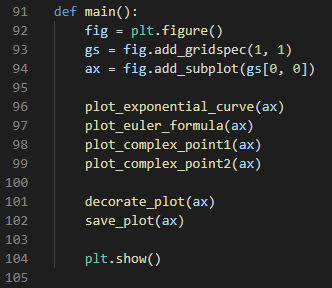 91 def main():
92     fig = plt.figure()
93     gs = fig.add_gridspec(1, 1)
94     ax = fig.add_subplot(gs[0, 0])
95
96     plot_exponential_curve(ax)
97     plot_euler_formula(ax)
98     plot_complex_point1(ax)
99     plot_complex_point2(ax)
100
101     decorate_plot(ax)
102     save_plot(ax)
103
104     plt.show()
105